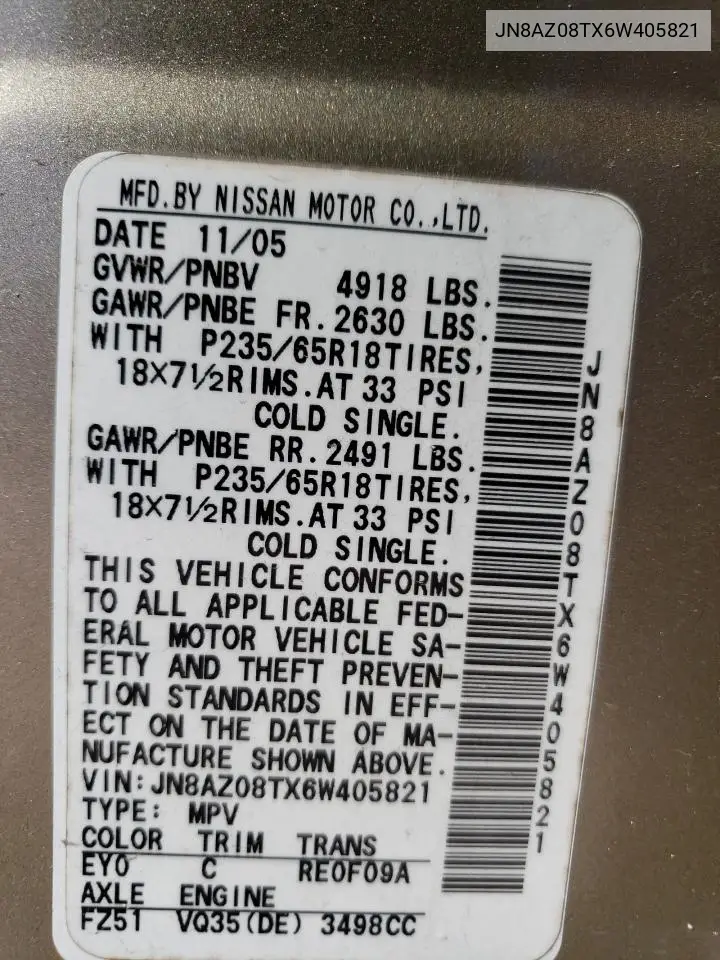 JN8AZ08TX6W405821
MFD.BY NISSAN MOTOR CO.,LTD.
DATE 11/05
GVWR/PNBV 4918 LBS.
GAWR/PNBE FR.2630 LBS.
WITH P235/65R18TIRES,
18×7½RIMS.AT 33 PSI
COLD SINGLE.
GAWR/PNBE RR.2491 LBS.
WITH P235/65R18TIRES,
18×7½RIMS.AT 33 PSI
COLD SINGLE.
THIS VEHICLE CONFORMS
TO ALL APPLICABLE FED-
ERAL MOTOR VEHICLE SA-
FETY AND THEFT PREVEN-
TION STANDARDS IN EFF-
ECT ON THE DATE OF MA-
NUFACTURE SHOWN ABOVE.
VIN:JN8AZ08TX6W405821
TYPE: MPV
COLOR TRIM TRANS
EY0 C RE0F09A
AXLE ENGINE
FZ51 VQ35(DE) 3498CC
JN8AZ08TX6W405821